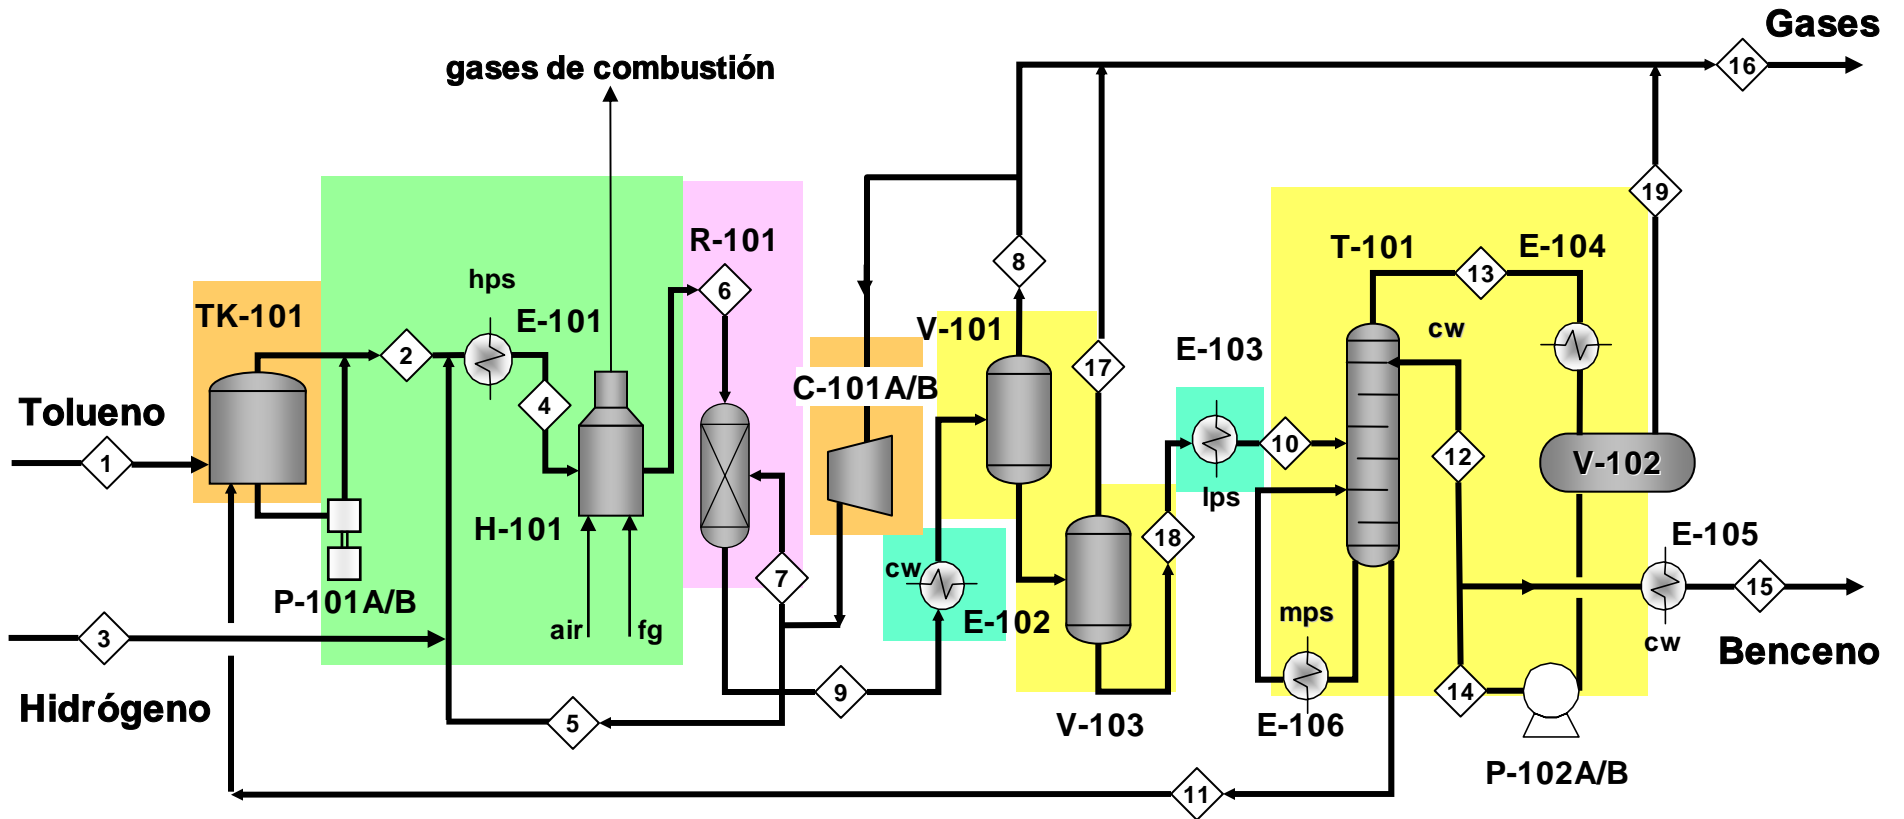 Gases
gases de combustión
16
19
R-101
T-101
E-104
8
13
hps
6
TK-101
E-101
V-101
cw
2
E-103
17
C-101A/B
4
Tolueno
1
10
12
V-102
lps
H-101
18
E-105
cw
7
15
P-101A/B
E-102
mps
air
fg
3
cw
Benceno
9
14
Hidrógeno
5
V-103
E-106
P-102A/B
11